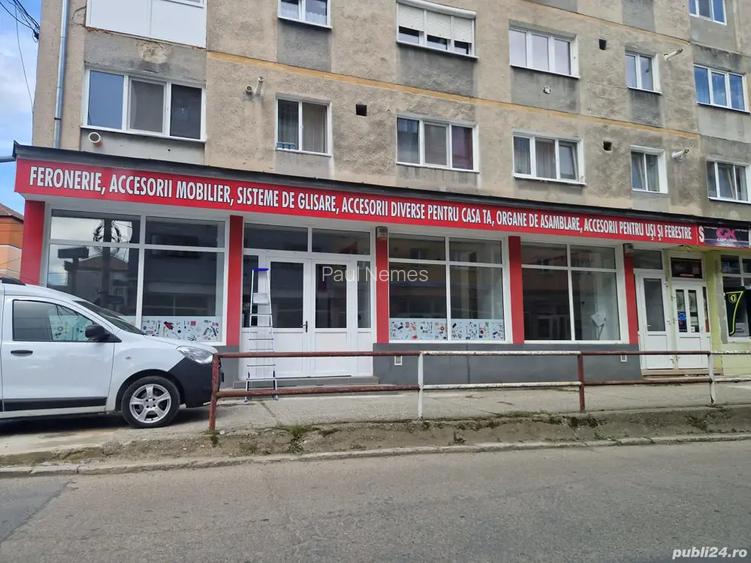 FERONERIE, ACCESORII MOBILIER, SISTEME DE GLISARE, ACCESORII DIVERSE PENTRU CASA TA, ORGANE DE ASAMBLARE, ACCESORII PENTRU UȘI ȘI FERESTRE
Paul Nemes
publi24.ro